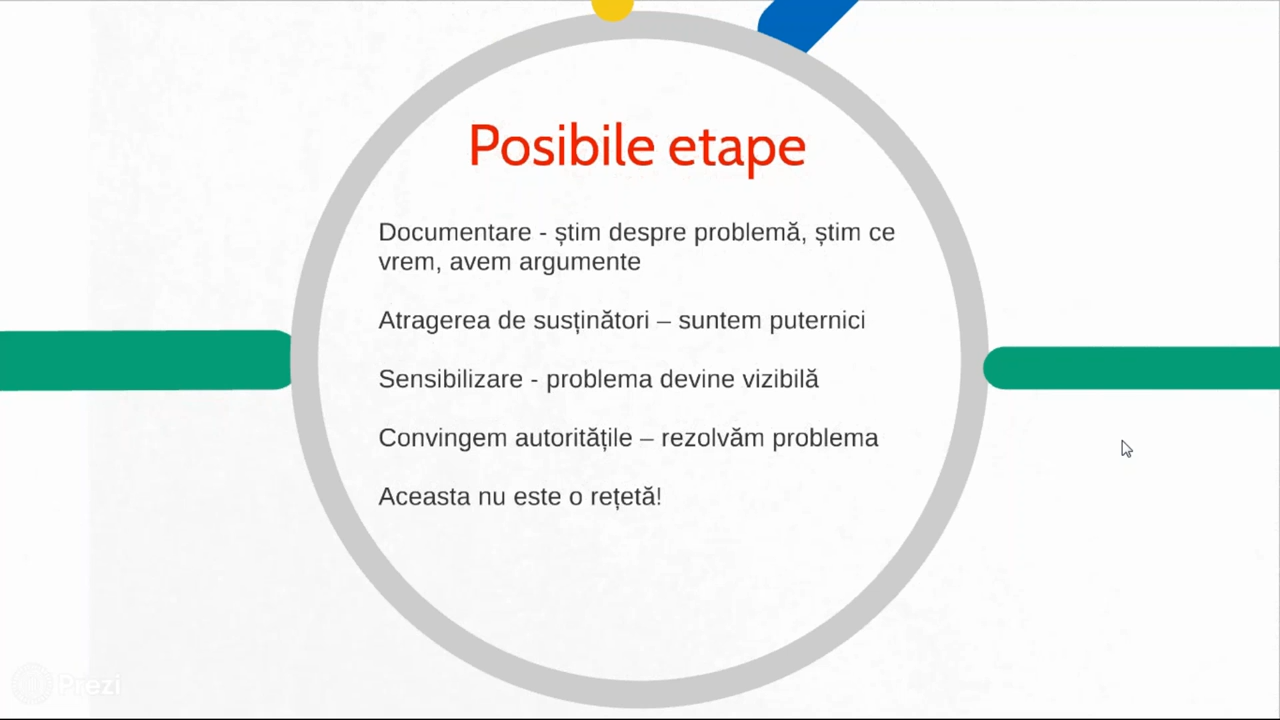 Posibile etape
Documentare - știm despre problemă, știm ce
vrem, avem argumente
Atragerea de susținători – suntem puternici
Sensibilizare - problema devine vizibilă
Convingem autoritățile – rezolvăm problema
Aceasta nu este o rețetă!
Prezi